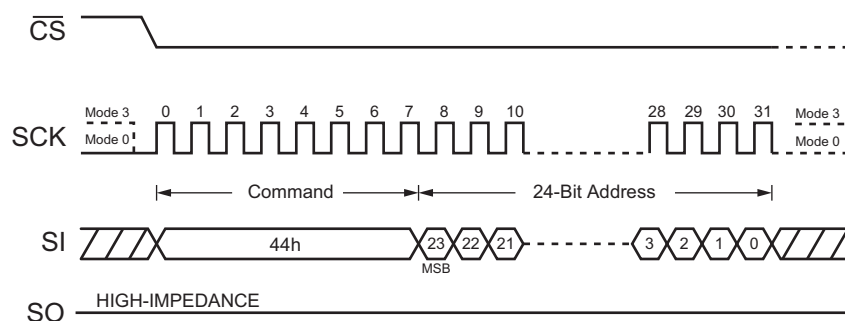 CS
Mode 3 0 1 2 3 4 5 6 7 8 9 10 28 29 30 31 Mode 3
SCK
Mode 0 Mode 0
Command 24-Bit Address
SI 44h 23 22 21 3 2 1 0
MSB
SO HIGH-IMPEDANCE